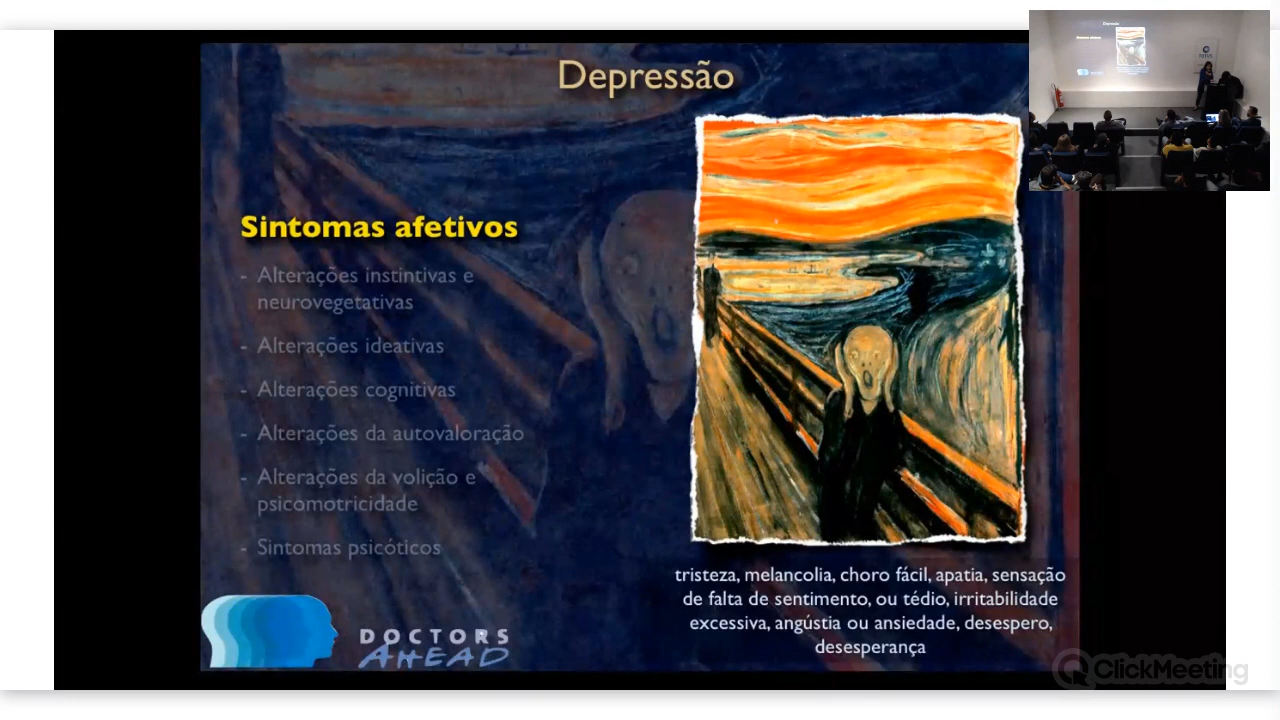 Depressão
Sintomas afetivos
- Alterações instintivas e
neurovegetativas
- Alterações ideativas
- Alterações cognitivas
- Alterações da autovaloração
- Alterações da volição e
psicomotricidade
- Sintomas psicóticos
tristeza, melancolia, choro fácil, apatia, sensação
de falta de sentimento, ou tédio, irritabilidade
excessiva, angústia ou ansiedade, desespero,
desesperança
DOCTORS
AHEAD
ClickMeeting